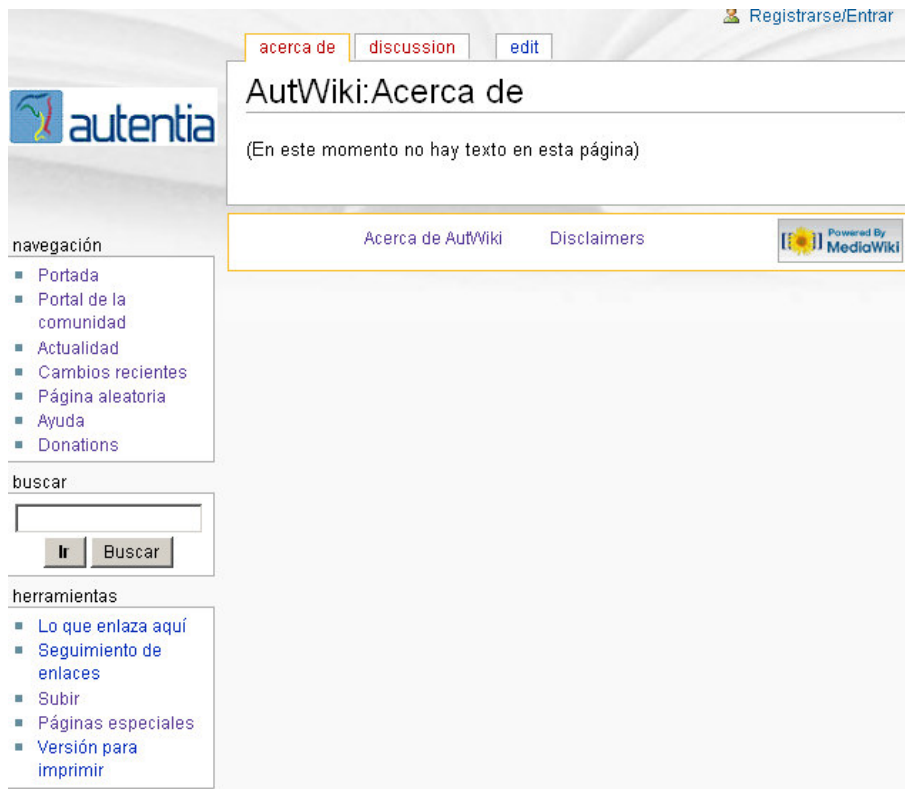 Registrarse/Entrar
acerca de discussion edit
autentia
AutWiki:Acerca de
(En este momento no hay texto en esta página)
Acerca de AutWiki Disclaimers
Powered By
MediaWiki
navegación
Portada
Portal de la
comunidad
Actualidad
Cambios recientes
Página aleatoria
Ayuda
Donations
buscar
Ir Buscar
herramientas
Lo que enlaza aquí
Seguimiento de
enlaces
Subir
Páginas especiales
Versión para
imprimir